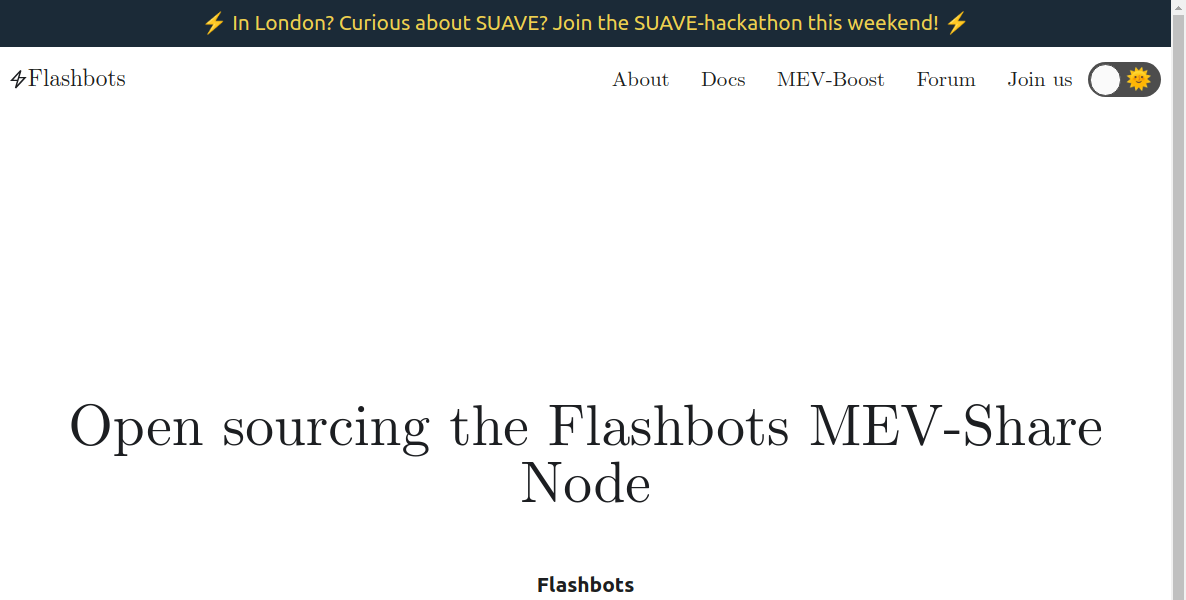 ⚡ In London? Curious about SUAVE? Join the SUAVE-hackathon this weekend! ⚡
Flashbots About Docs MEV-Boost Forum Join us
Open sourcing the Flashbots MEV-Share
Node
Flashbots